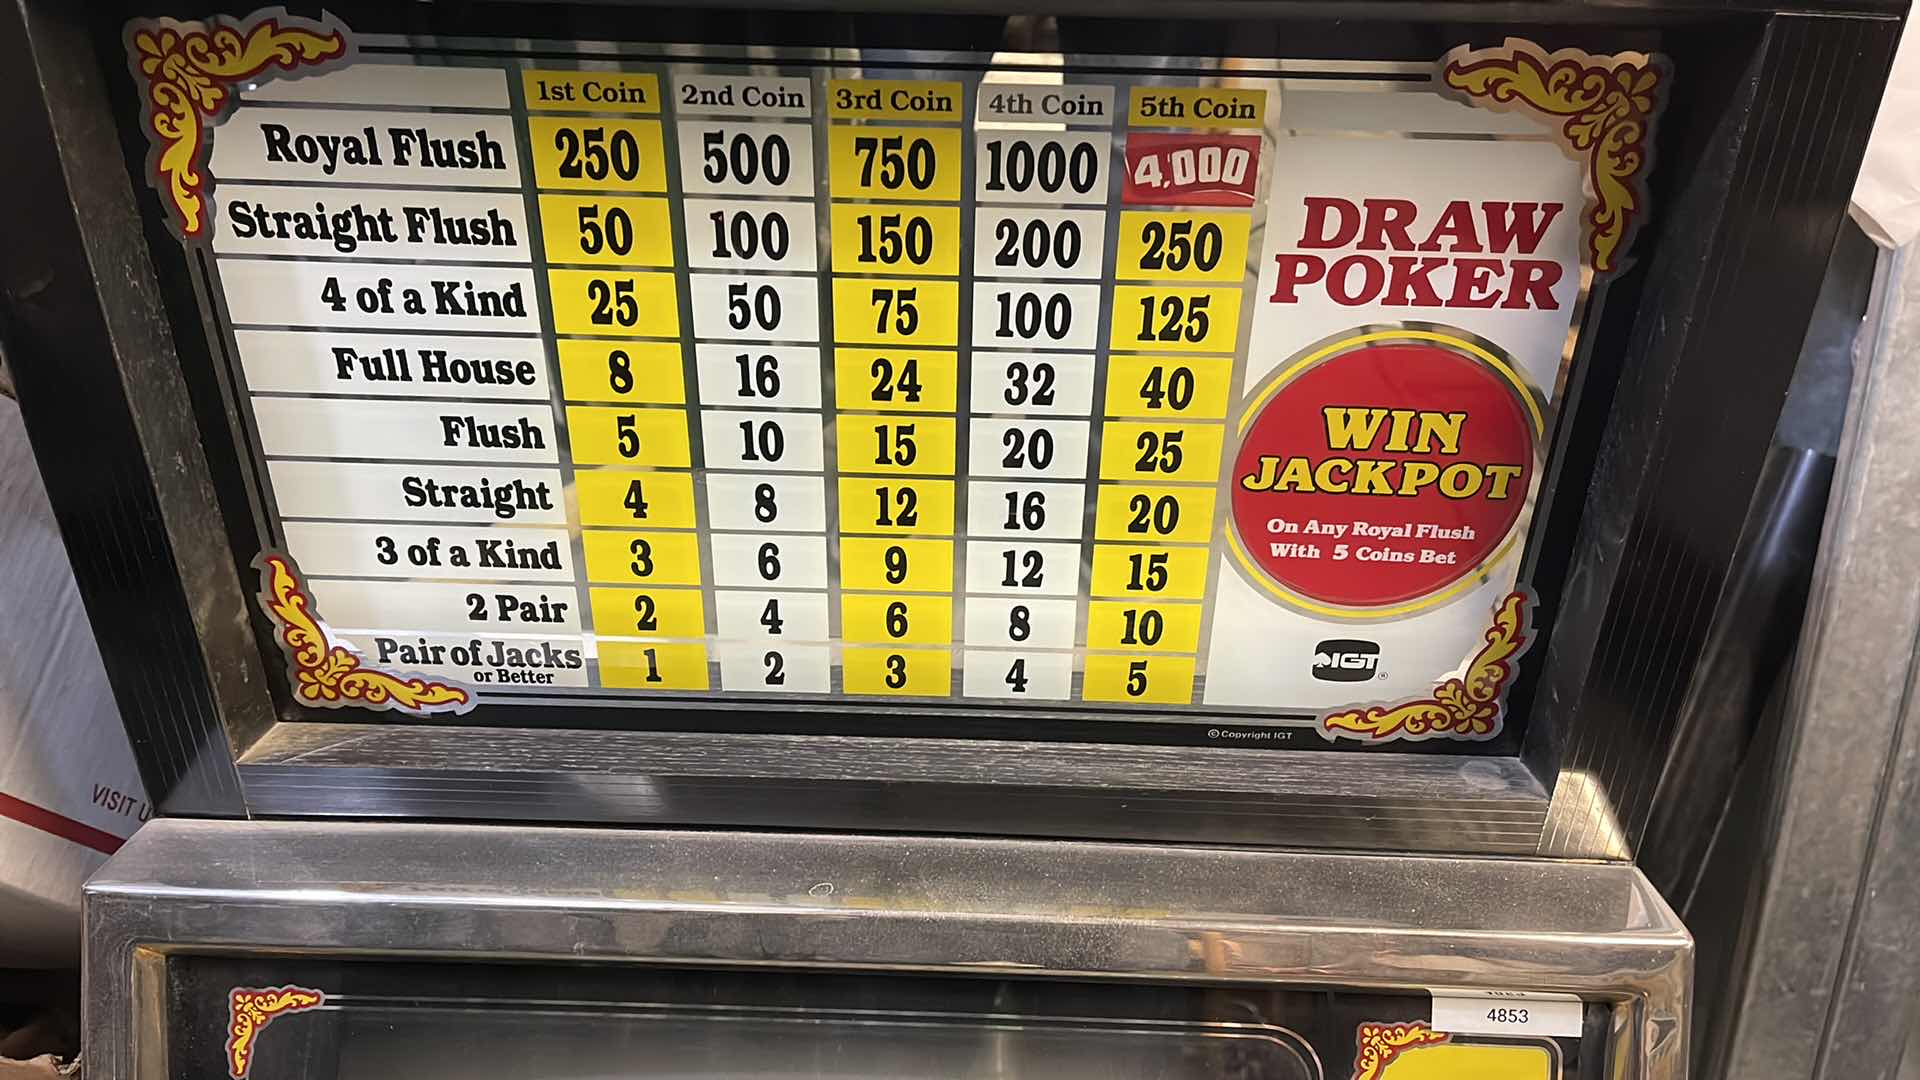 1st Coin 2nd Coin 3rd Coin 4th Coin 5th Coin
Royal Flush 250 500 750 1000 4,000
Straight Flush 50 100 150 200 250
4 of a Kind 25 50 75 100 125
Full House 8 16 24 32 40
Flush 5 10 15 20 25
Straight 4 8 12 16 20
3 of a Kind 3 6 9 12 15
2 Pair 2 4 6 8 10
Pair of Jacks 1 2 3 4 5
or Better
DRAW
POKER
WIN
JACKPOT
On Any Royal Flush
With 5 Coins Bet
IGT ®
© Copyright IGT
VISIT
4853